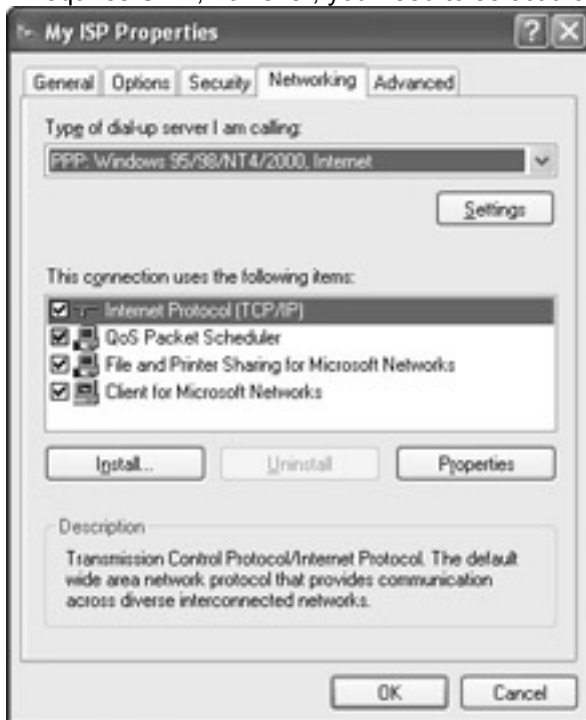 My ISP Properties
General Options Security Networking Advanced
Type of dial-up server I am calling:
PPP: Windows 95/98/NT4/2000, Internet
Settings
This connection uses the following items:
Internet Protocol (TCP/IP)
QoS Packet Scheduler
File and Printer Sharing for Microsoft Networks
Client for Microsoft Networks
Install... Uninstall Properties
Description
Transmission Control Protocol/Internet Protocol. The default
wide area network protocol that provides communication
across diverse interconnected networks.
OK Cancel